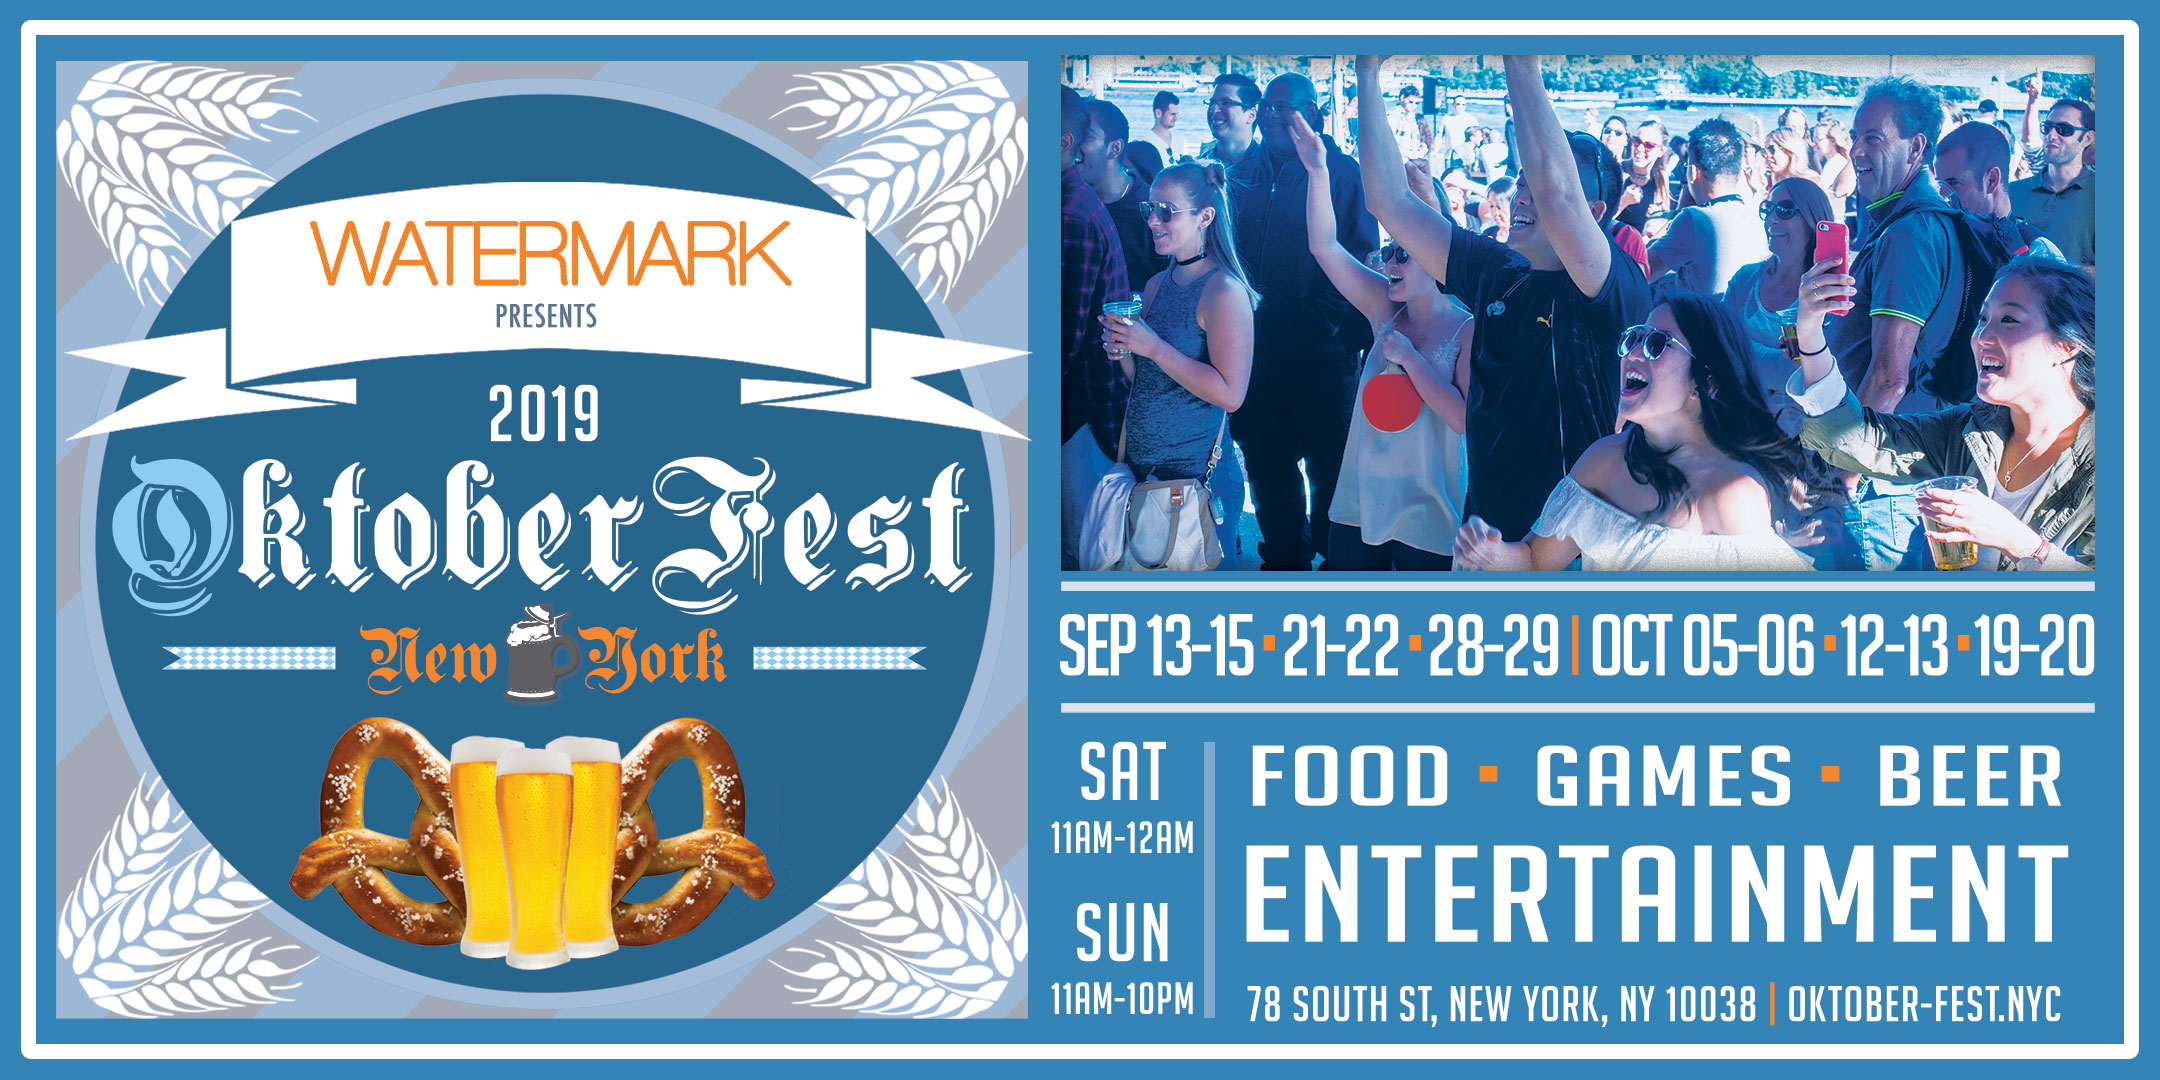 WATERMARK
PRESENTS
2019
OktoberFest
New York
SEP 13-15 ▪ 21-22 ▪ 28-29 | OCT 05-06 ▪ 12-13 ▪ 19-20
SAT
11AM-12AM
SUN
11AM-10PM
FOOD ▪ GAMES ▪ BEER
ENTERTAINMENT
78 SOUTH ST, NEW YORK, NY 10038 | OKTOBER-FEST.NYC